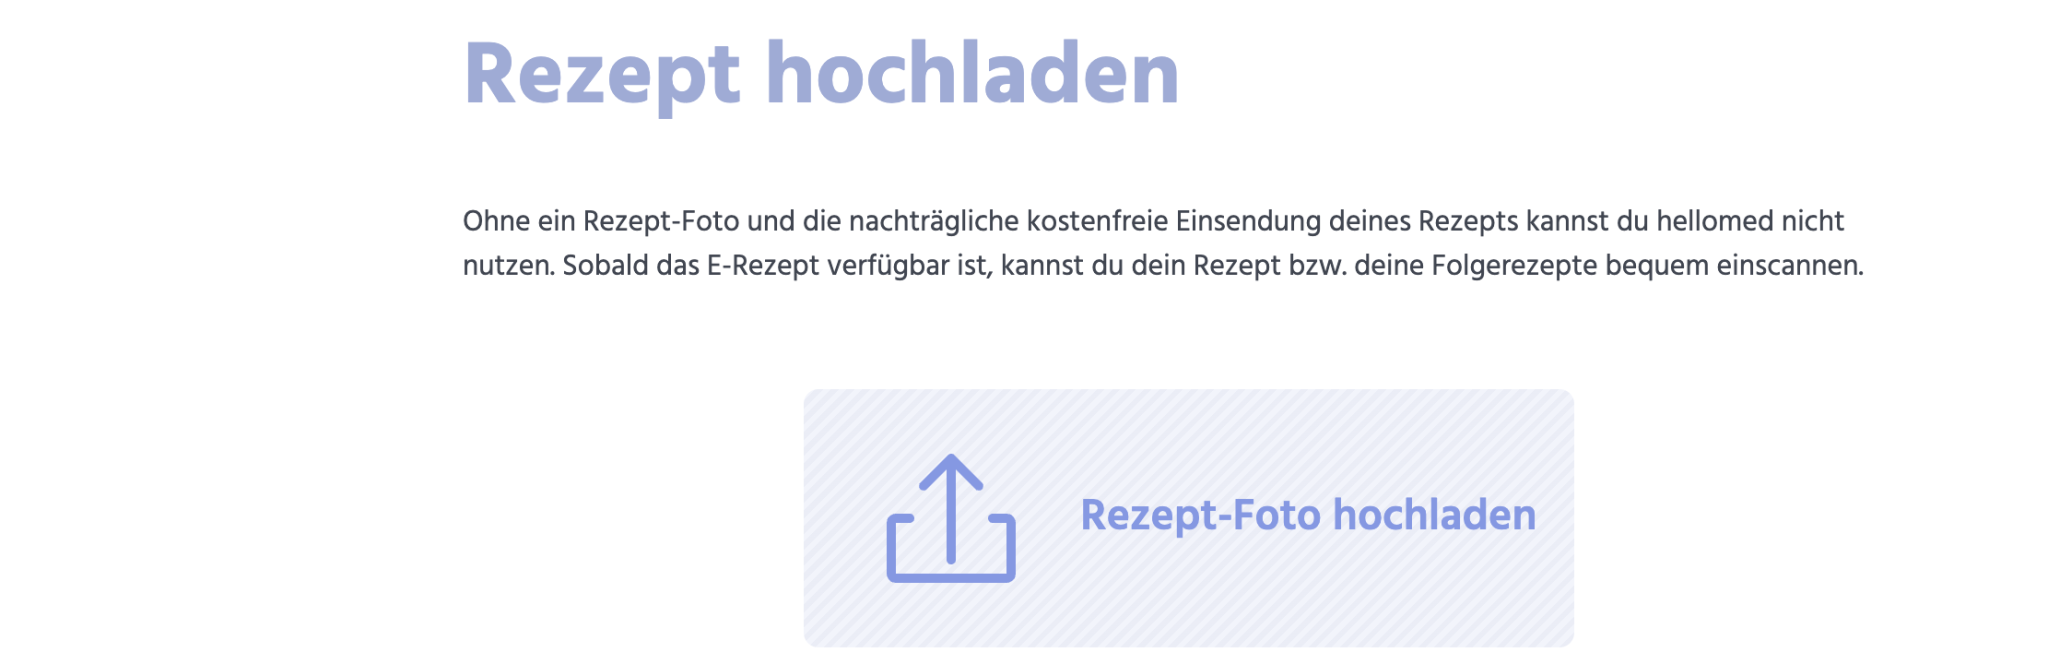 Rezept hochladen
Ohne ein Rezept-Foto und die nachträgliche kostenfreie Einsendung deines Rezepts kannst du hellomed nicht
nutzen. Sobald das E-Rezept verfügbar ist, kannst du dein Rezept bzw. deine Folgerezepte bequem einscannen.
Rezept-Foto hochladen